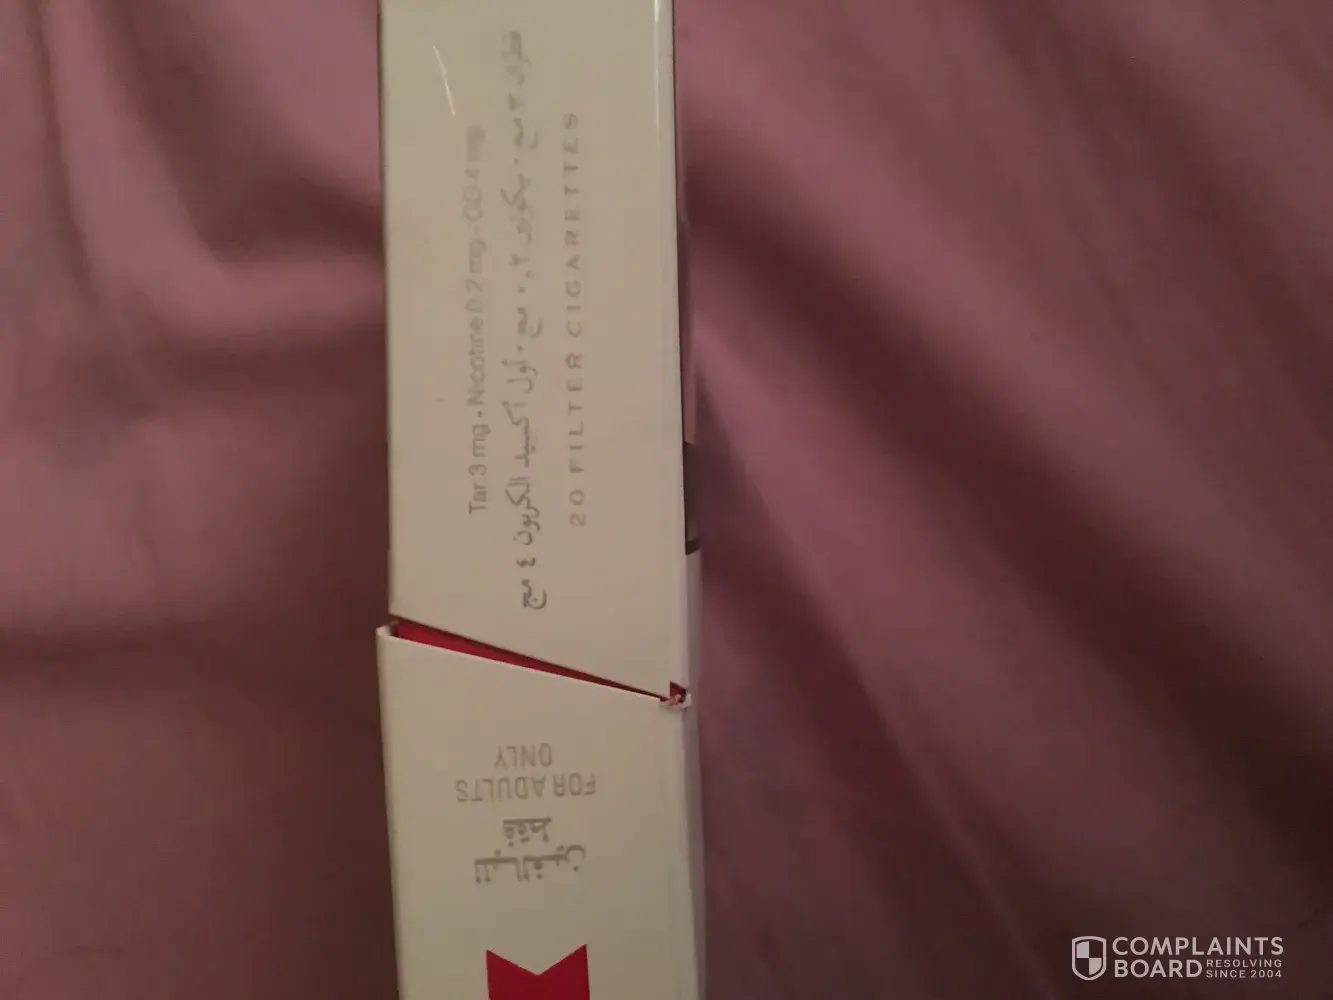 Tar 3 mg - Nicotine 0.2 mg - CO 4 mg
قطران ٣ مج - نيكوتين ٠,٢ مج - أول أكسيد الكربون ٤ مج
20 FILTER CIGARETTES
FOR ADULTS
ONLY
للبالغين
فقط
COMPLAINTS
BOARD RESOLVING
SINCE 2004